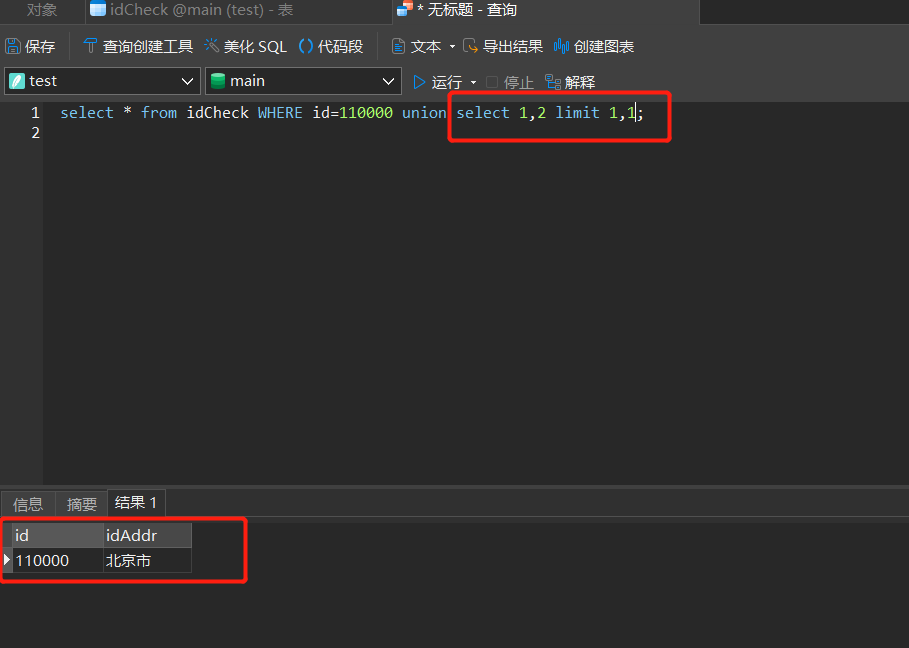 对象 idCheck @main (test) - 表 * 无标题 - 查询
保存 查询创建工具 美化 SQL 代码段 文本 导出结果 创建图表
test main 运行 停止 解释
1 select * from idCheck WHERE id=110000 union select 1,2 limit 1,1;
2
信息 摘要 结果 1
id idAddr
110000 北京市